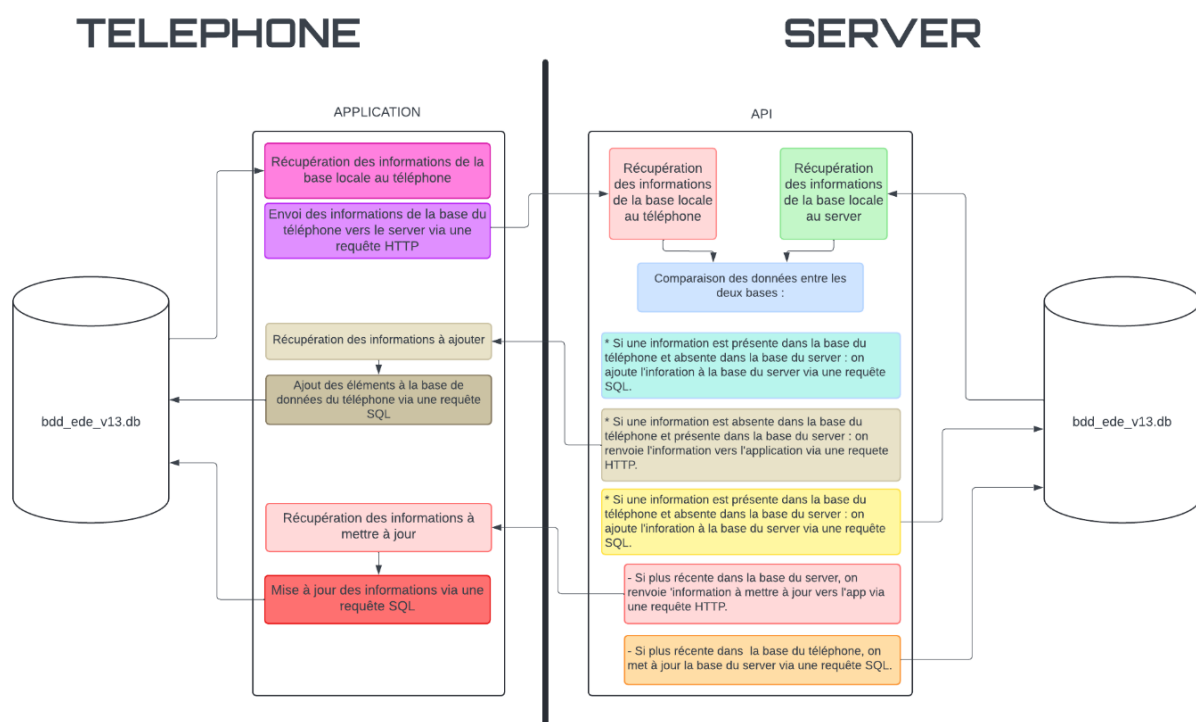 TELEPHONE
SERVER
APPLICATION
API
Récupération des informations de la
base locale au téléphone
Envoi des informations de la base du
téléphone vers le server via une
requête HTTP
Récupération
des informations
de la base locale
au téléphone
Récupération
des informations
de la base locale
au server
Comparaison des données entre les
deux bases :
bdd_ede_v13.db
Récupération des informations à ajouter
Ajout des éléments à la base de
données du téléphone via une requête
SQL
Récupération des informations à
mettre à jour
Mise à jour des informations via une
requête SQL
* Si une information est présente dans la base du
téléphone et absente dans la base du server : on
ajoute l'inforation à la base du server via une requête
SQL.
* Si une information est absente dans la base du
téléphone et présente dans la base du server : on
renvoie l'information vers l'application via une requete
HTTP.
* Si une information est présente dans la base du
téléphone et absente dans la base du server : on
ajoute l'inforation à la base du server via une requête
SQL.
- Si plus récente dans la base du server, on
renvoie 'information à mettre à jour vers l'app via
une requête HTTP.
- Si plus récente dans  la base du téléphone, on
met à jour la base du server via une requête SQL.
bdd_ede_v13.db